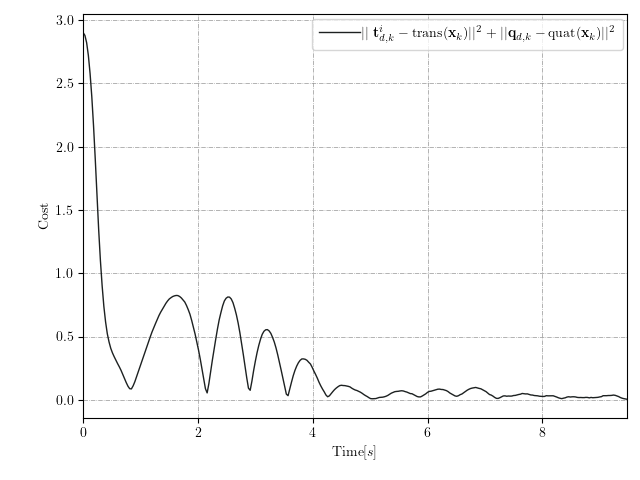 || t^i_{d,k} − trans(x_k)||^2 + ||q_{d,k} − quat(x_k)||^2
3.0
2.5
2.0
1.5
1.0
0.5
0.0
Cost
0 2 4 6 8
Time[s]